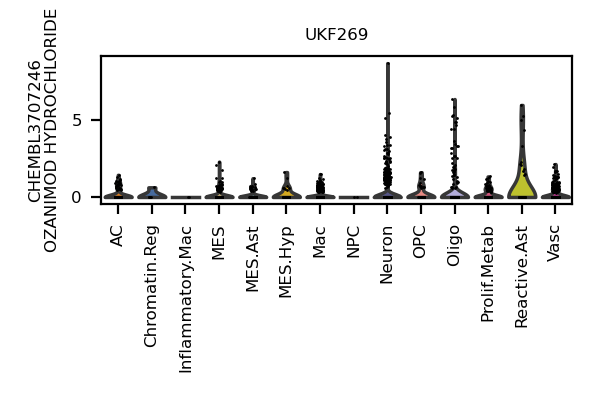 UKF269
CHEMBL3707246
OZANIMOD HYDROCHLORIDE
5
0
AC
Chromatin.Reg
Inflammatory.Mac
MES
MES.Ast
MES.Hyp
Mac
NPC
Neuron
OPC
Oligo
Prolif.Metab
Reactive.Ast
Vasc